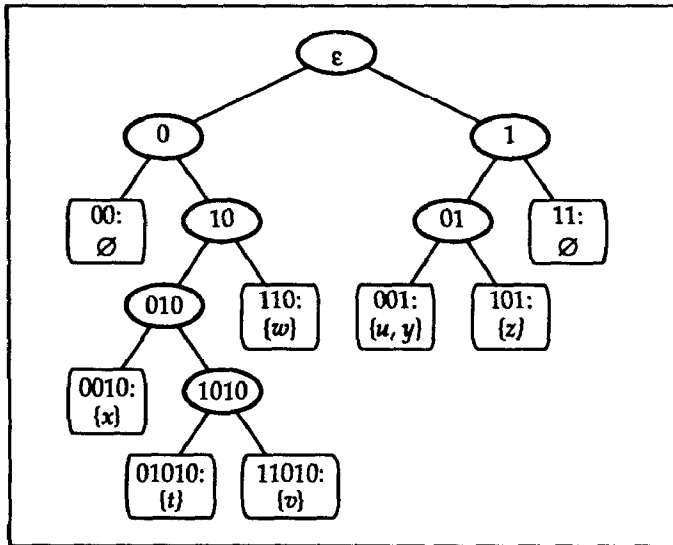 ε
0
1
00:
∅
10
01
11:
∅
010
110:
{w}
001:
{u, y}
101:
{z}
0010:
{x}
1010
01010:
{t}
11010:
{v}